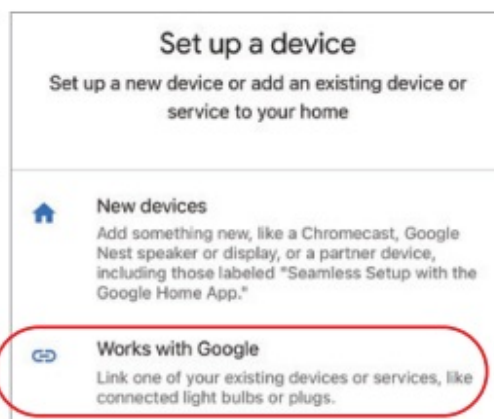 Set up a device
Set up a new device or add an existing device or
service to your home
New devices
Add something new, like a Chromecast, Google
Nest speaker or display, or a partner device,
including those labeled "Seamless Setup with the
Google Home App."
Works with Google
Link one of your existing devices or services, like
connected light bulbs or plugs.